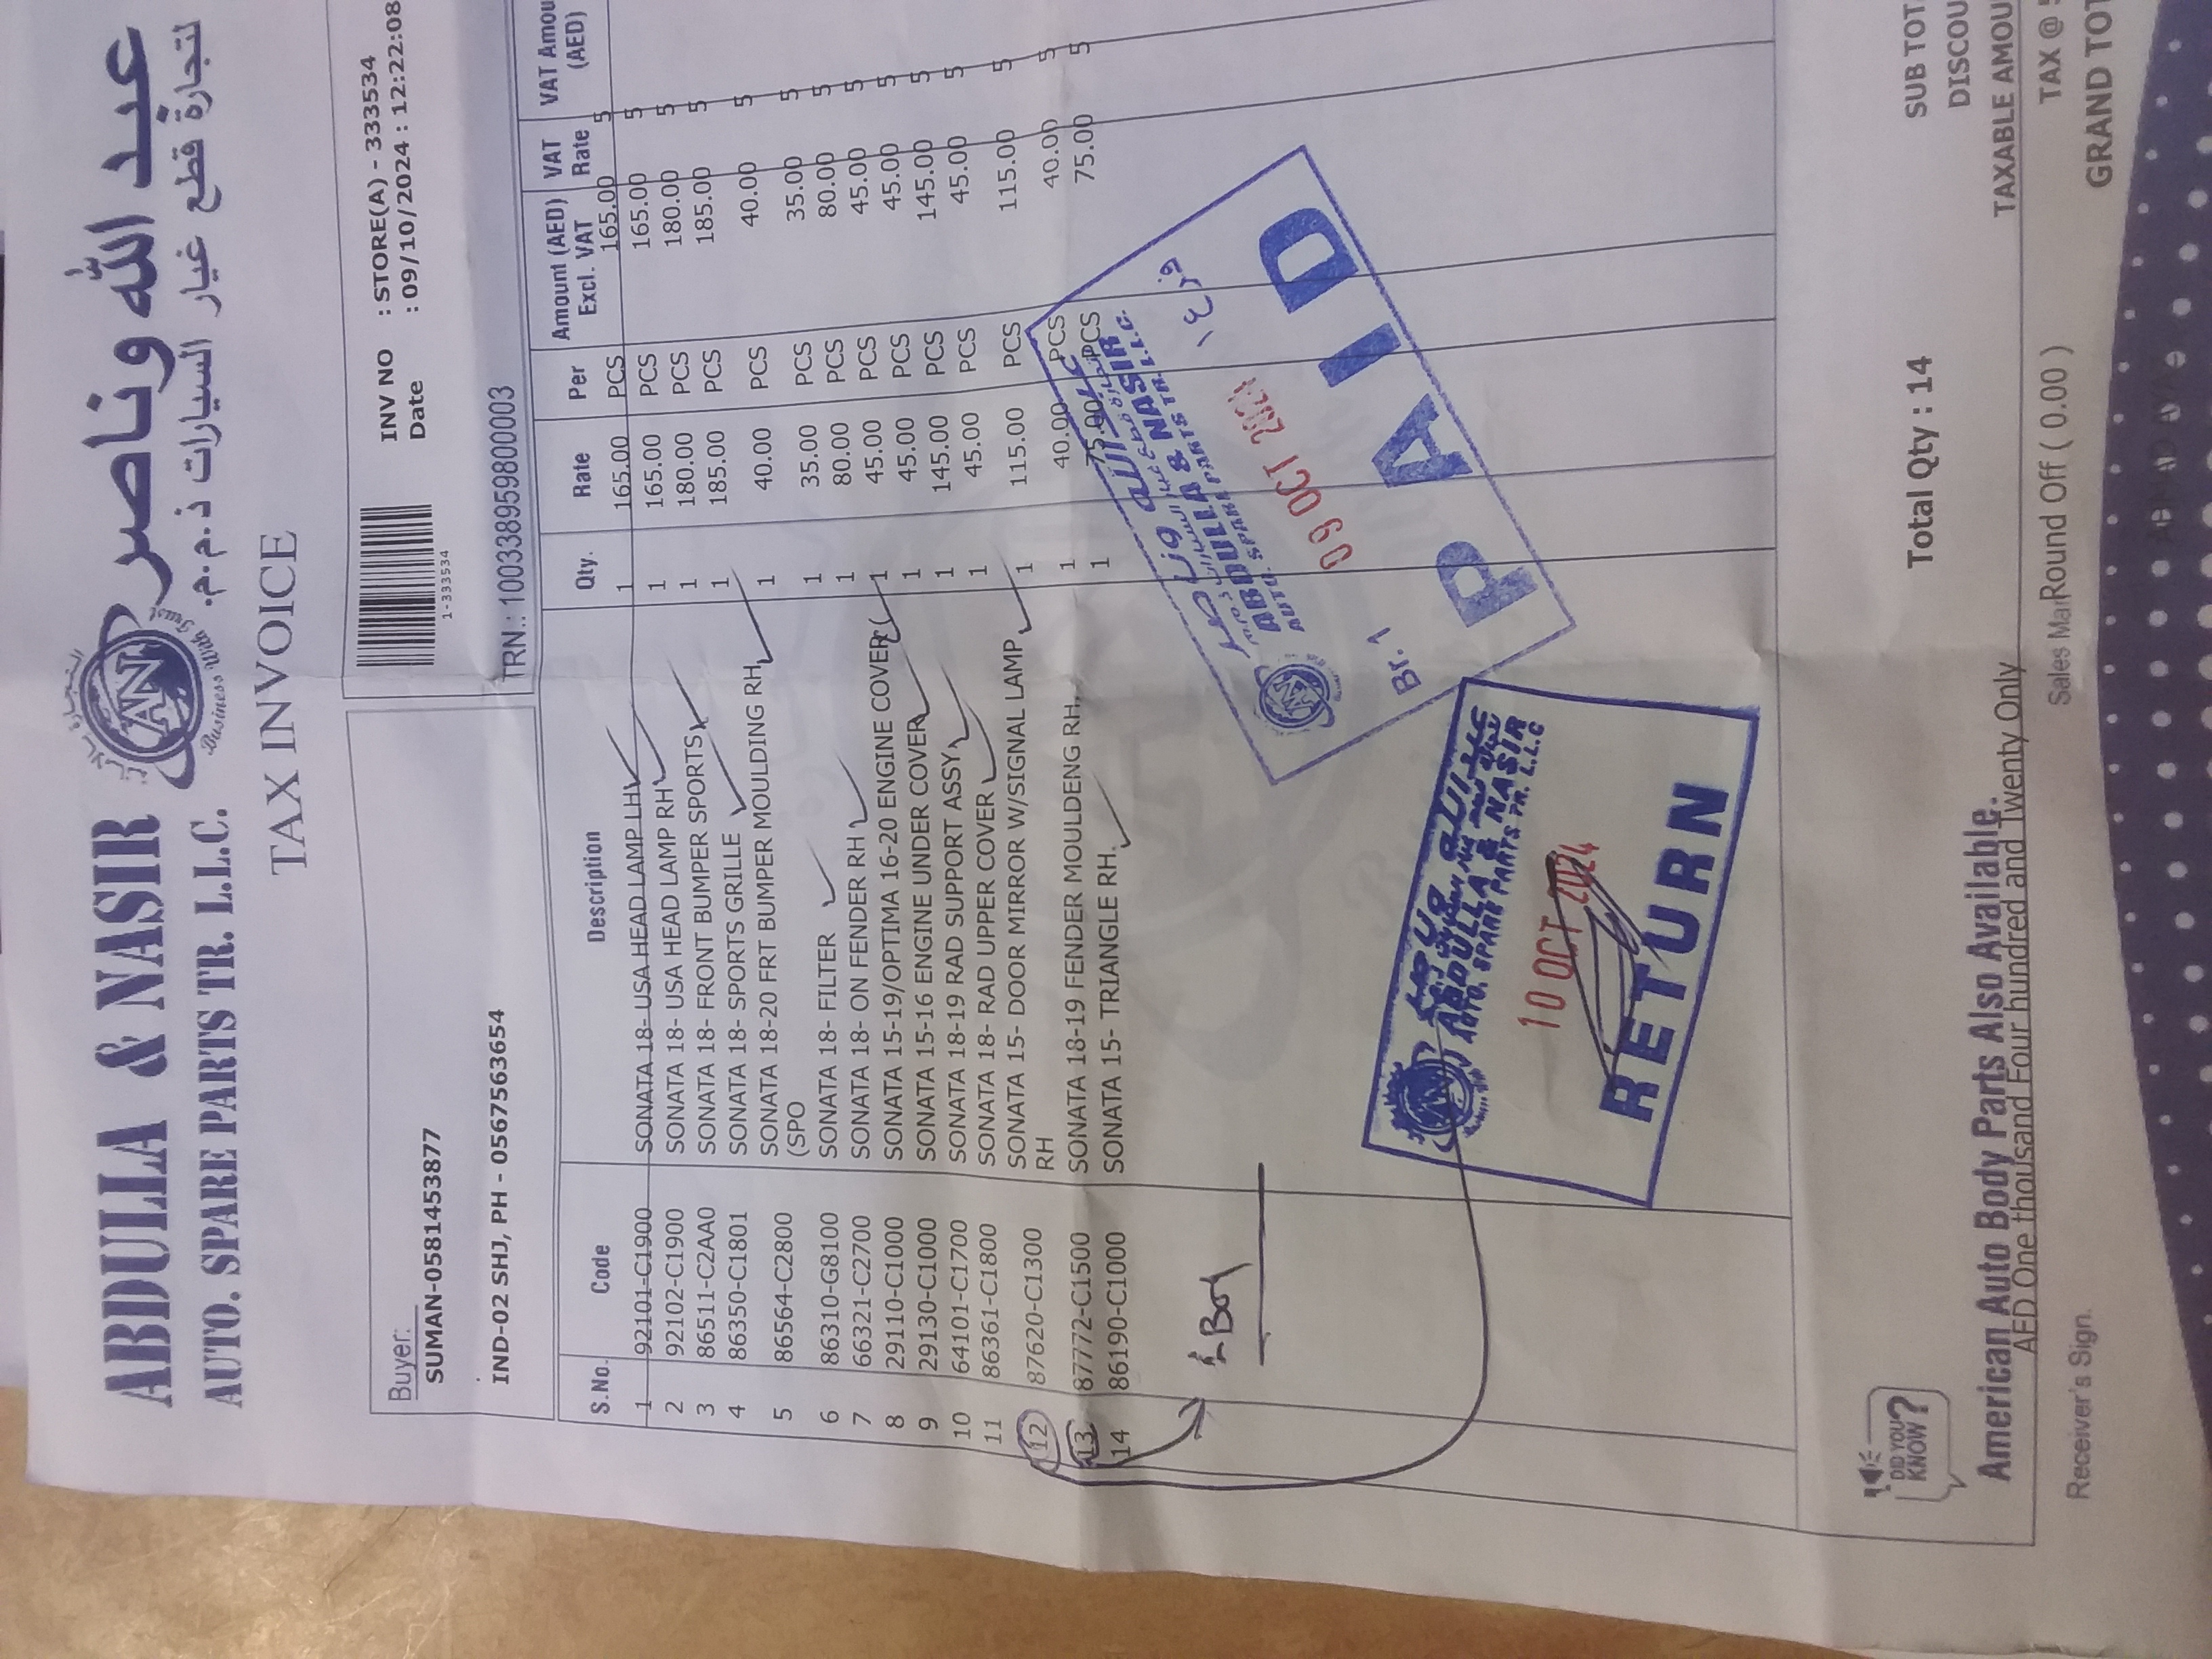 عبد الله وناصر
لتجارة قطع غيار السيارات ذ.م.م.
ABDULLA & NASIR
AUTO. SPARE PARTS TR. L.L.C.
AN
Business With Trust
TAX INVOICE
Buyer:
SUMAN-0581453877
IND-02 SHJ, PH - 0567563654
1-333534
INV NO : STORE(A) - 333534
Date : 09/10/2024 : 12:22:08
TRN.: 100338959800003
S.No. Code Description Qty. Rate Per Amount (AED) Excl. VAT VAT Rate VAT Amou (AED)
1 92101-C1900 SONATA 18- USA HEAD LAMP LH 1 165.00 PCS 165.00 5
2 92102-C1900 SONATA 18- USA HEAD LAMP RH 1 165.00 PCS 165.00 5
3 86511-C2AA0 SONATA 18- FRONT BUMPER SPORTS 1 180.00 PCS 180.00 5
4 86350-C1801 SONATA 18- SPORTS GRILLE 1 185.00 PCS 185.00 5
5 86564-C2800 SONATA 18-20 FRT BUMPER MOULDING RH 1 40.00 PCS 40.00 5
(SPO
6 86310-G8100 SONATA 18- FILTER 1 35.00 PCS 35.00 5
7 66321-C2700 SONATA 18- ON FENDER RH 1 80.00 PCS 80.00 5
8 29110-C1000 SONATA 15-19/OPTIMA 16-20 ENGINE COVER( 1 45.00 PCS 45.00 5
9 29130-C1000 SONATA 15-16 ENGINE UNDER COVER 1 45.00 PCS 45.00 5
10 64101-C1700 SONATA 18-19 RAD SUPPORT ASSY 1 145.00 PCS 145.00 5
11 86361-C1800 SONATA 18- RAD UPPER COVER 1 45.00 PCS 45.00 5
12 87620-C1300 SONATA 15- DOOR MIRROR W/SIGNAL LAMP 1 115.00 PCS 115.00 5
RH
13 87772-C1500 SONATA 18-19 FENDER MOULDENG RH. 1 40.00 PCS 40.00 5
14 86190-C1000 SONATA 15- TRIANGLE RH. 1 75.00 PCS 75.00 5
ABDULLA & NASIR
AUTO. SPARE PARTS TR. L.L.C.
09 OCT 2024
Br. 1
PAID
ABDULLA & NASIR
AUTO. SPARE PARTS TR. L.L.C
10 OCT 2024
RETURN
Total Qty : 14
SUB TOT
DISCOU
TAXABLE AMOU
TAX @ 5
GRAND TOT
DID YOU
KNOW?
American Auto Body Parts Also Available.
AED One thousand Four hundred and Twenty Only
Receiver's Sign.
Sales Ma
Round Off ( 0.00 )